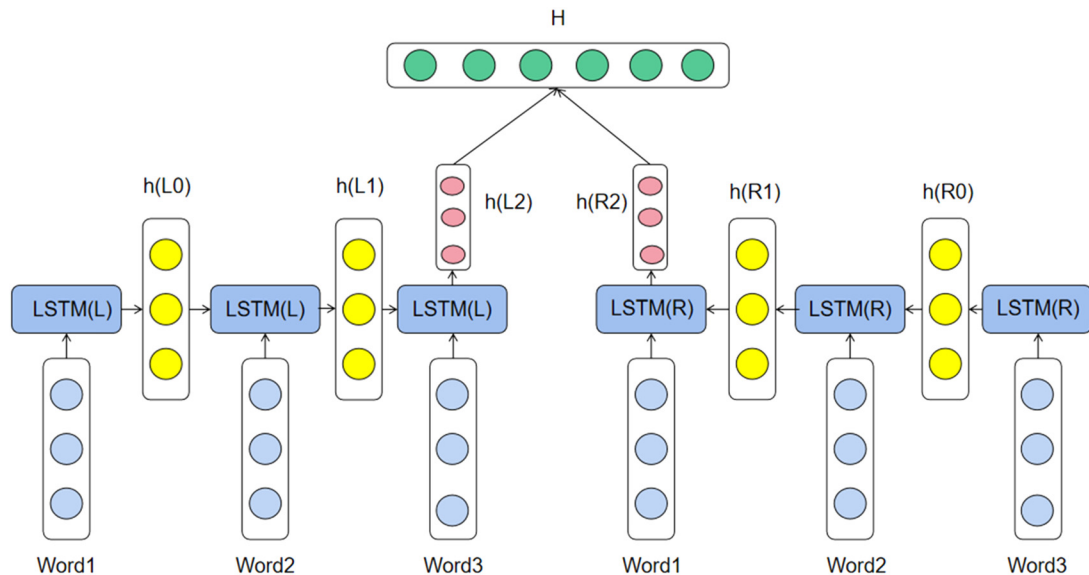 H
h(L0)
h(L1)
h(L2)
h(R2)
h(R1)
h(R0)
LSTM(L)
LSTM(L)
LSTM(L)
LSTM(R)
LSTM(R)
LSTM(R)
Word1
Word2
Word3
Word1
Word2
Word3